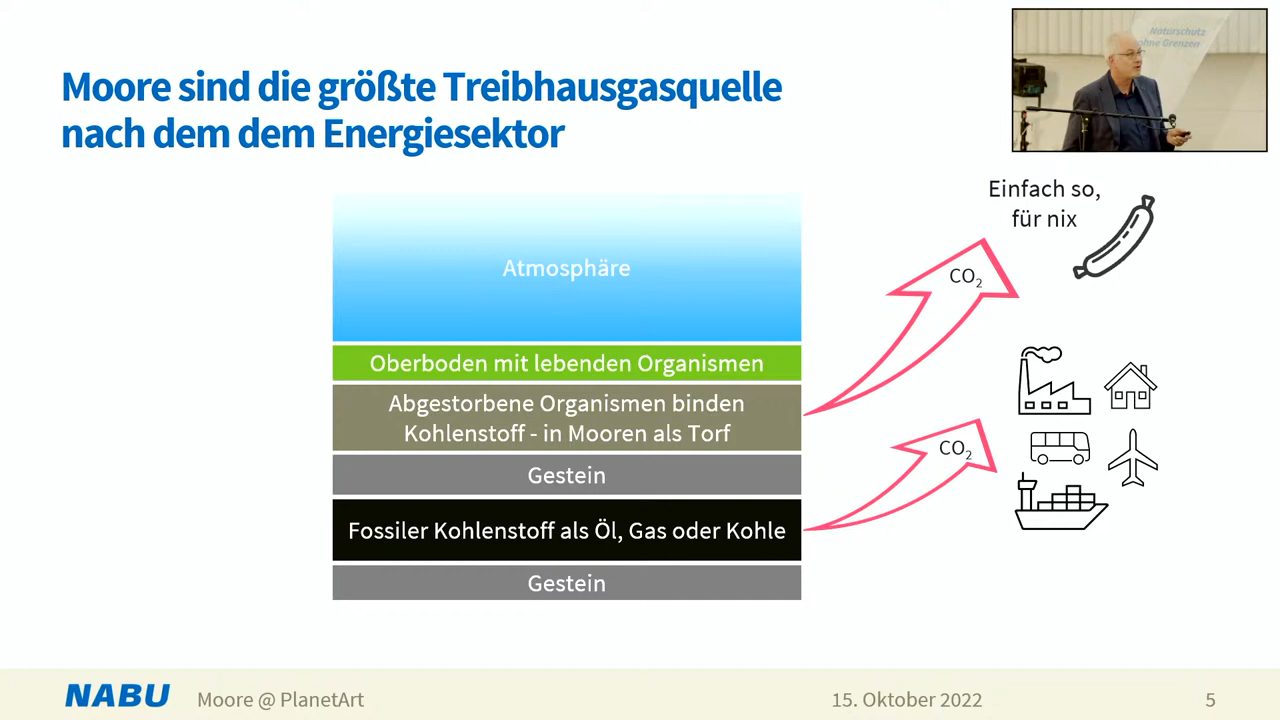 Naturschutz
ohne Grenzen
Moore sind die größte Treibhausgasquelle
nach dem dem Energiesektor
Einfach so,
für nix
Atmosphäre
CO₂
Oberboden mit lebenden Organismen
Abgestorbene Organismen binden
Kohlenstoff - in Mooren als Torf
CO₂
Gestein
Fossiler Kohlenstoff als Öl, Gas oder Kohle
Gestein
NABU Moore @ PlanetArt 15. Oktober 2022 5